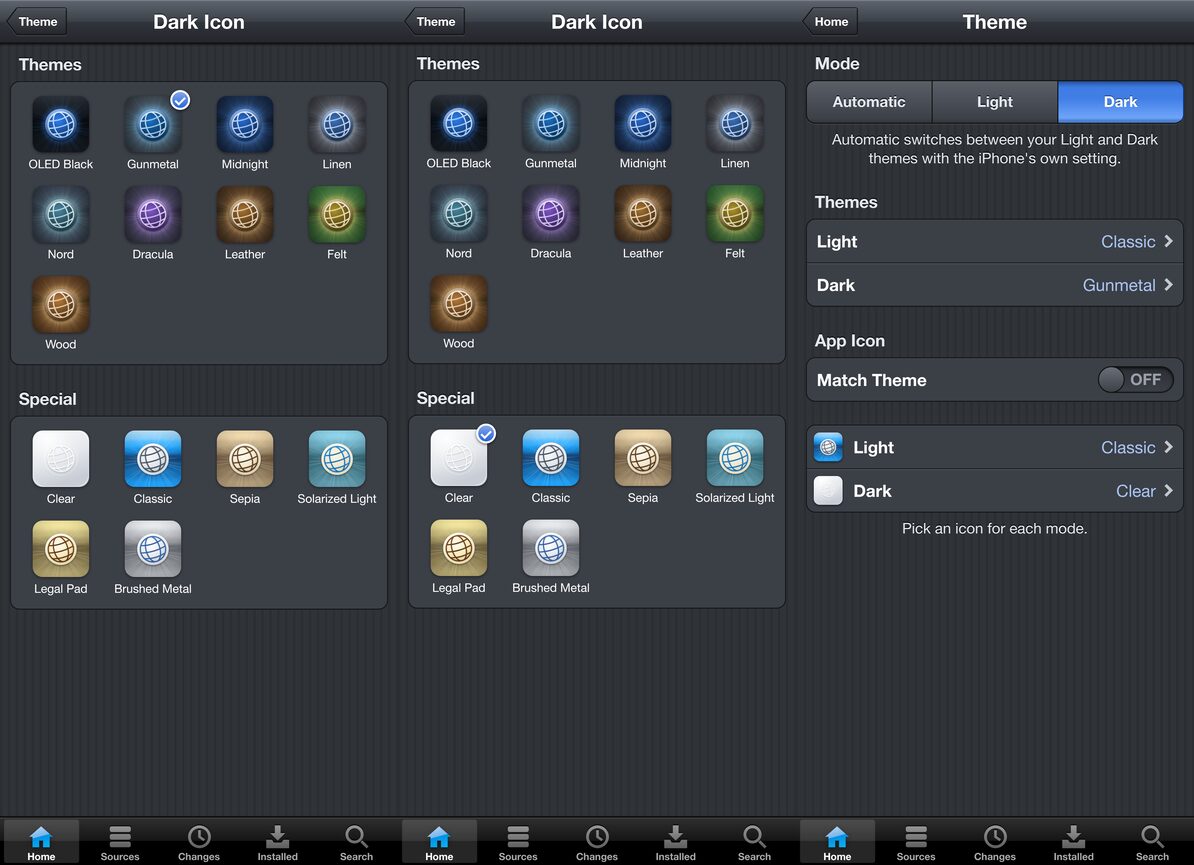 Theme
Dark Icon
Themes
OLED Black
Gunmetal
Midnight
Linen
Nord
Dracula
Leather
Felt
Wood
Special
Clear
Classic
Sepia
Solarized Light
Legal Pad
Brushed Metal
Home
Sources
Changes
Installed
Search
Theme
Dark Icon
Themes
OLED Black
Gunmetal
Midnight
Linen
Nord
Dracula
Leather
Felt
Wood
Special
Clear
Classic
Sepia
Solarized Light
Legal Pad
Brushed Metal
Home
Sources
Changes
Installed
Search
Home
Theme
Mode
Automatic
Light
Dark
Automatic switches between your Light and Dark
themes with the iPhone's own setting.
Themes
Light Classic
Dark Gunmetal
App Icon
Match Theme OFF
Light Classic
Dark Clear
Pick an icon for each mode.
Home
Sources
Changes
Installed
Search